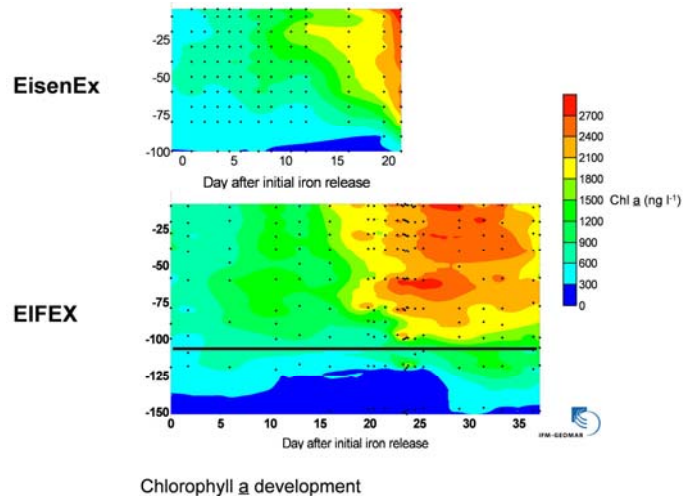 EisenEx
-25
-50
-75
-100
0 5 10 15 20
Day after initial iron release
2700
2400
2100
1800
1500
1200
900
600
300
0
Chl a (ng l-1)
EIFEX
-25
-50
-75
-100
-125
-150
0 5 10 15 20 25 30 35
Day after initial iron release
IFM-GEOMAR
Chlorophyll a development